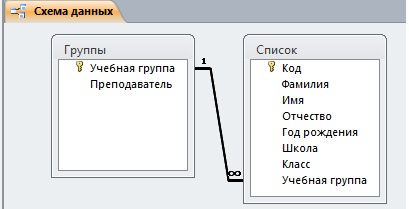 Схема данных
Группы
Учебная группа
Преподаватель
1
∞
Список
Код
Фамилия
Имя
Отчество
Год рождения
Школа
Класс
Учебная группа